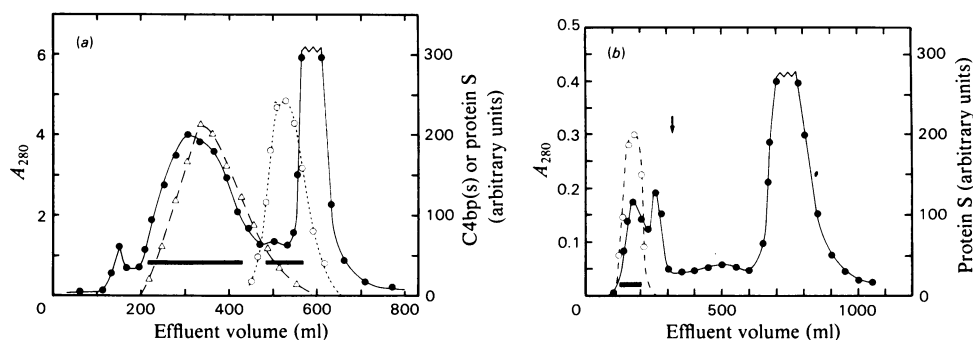 (a)
6
4
2
0
A280
300
200
100
0
C4bp(s) or protein S
(arbitrary units)
200
400
600
800
Effluent volume (ml)
(b)
0.5
0.4
0.3
0.2
0.1
0
A280
300
200
100
0
Protein S (arbitrary units)
500
1000
Effluent volume (ml)